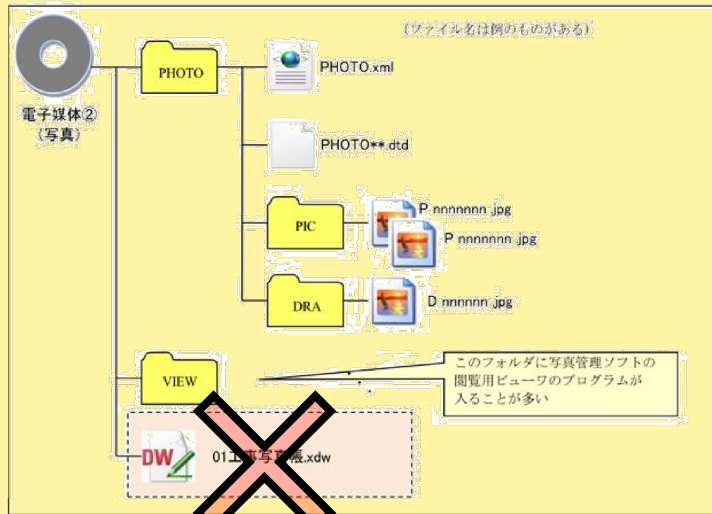 (ファイル名は例のものがある)
PHOTO
PHOTO.xml
電子媒体②
(写真)
PHOTO**.dtd
PIC
P nnnnnnn jpg
P nnnnnnn jpg
DRA
D nnnnnn jpg
VIEW
このフォルダに写真管理ソフトの
閲覧用ビューワのプログラムが
入ることが多い
DW
01工事写真帳.xdw